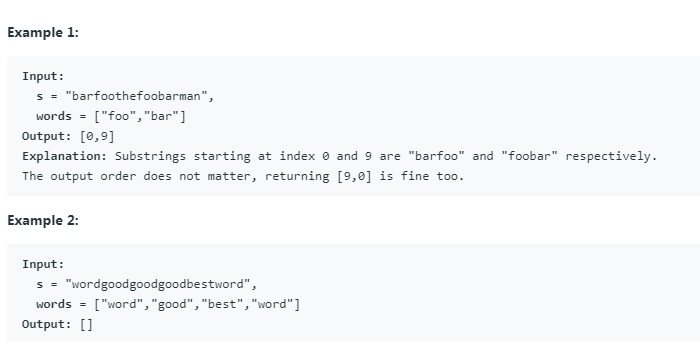 Example 1:
Input:
s = "barfoothefoobarman",
words = ["foo","bar"]
Output: [0,9]
Explanation: Substrings starting at index 0 and 9 are "barfoo" and "foobar" respectively.
The output order does not matter, returning [9,0] is fine too.
Example 2:
Input:
s = "wordgoodgoodgoodbestword",
words = ["word","good","best","word"]
Output: []